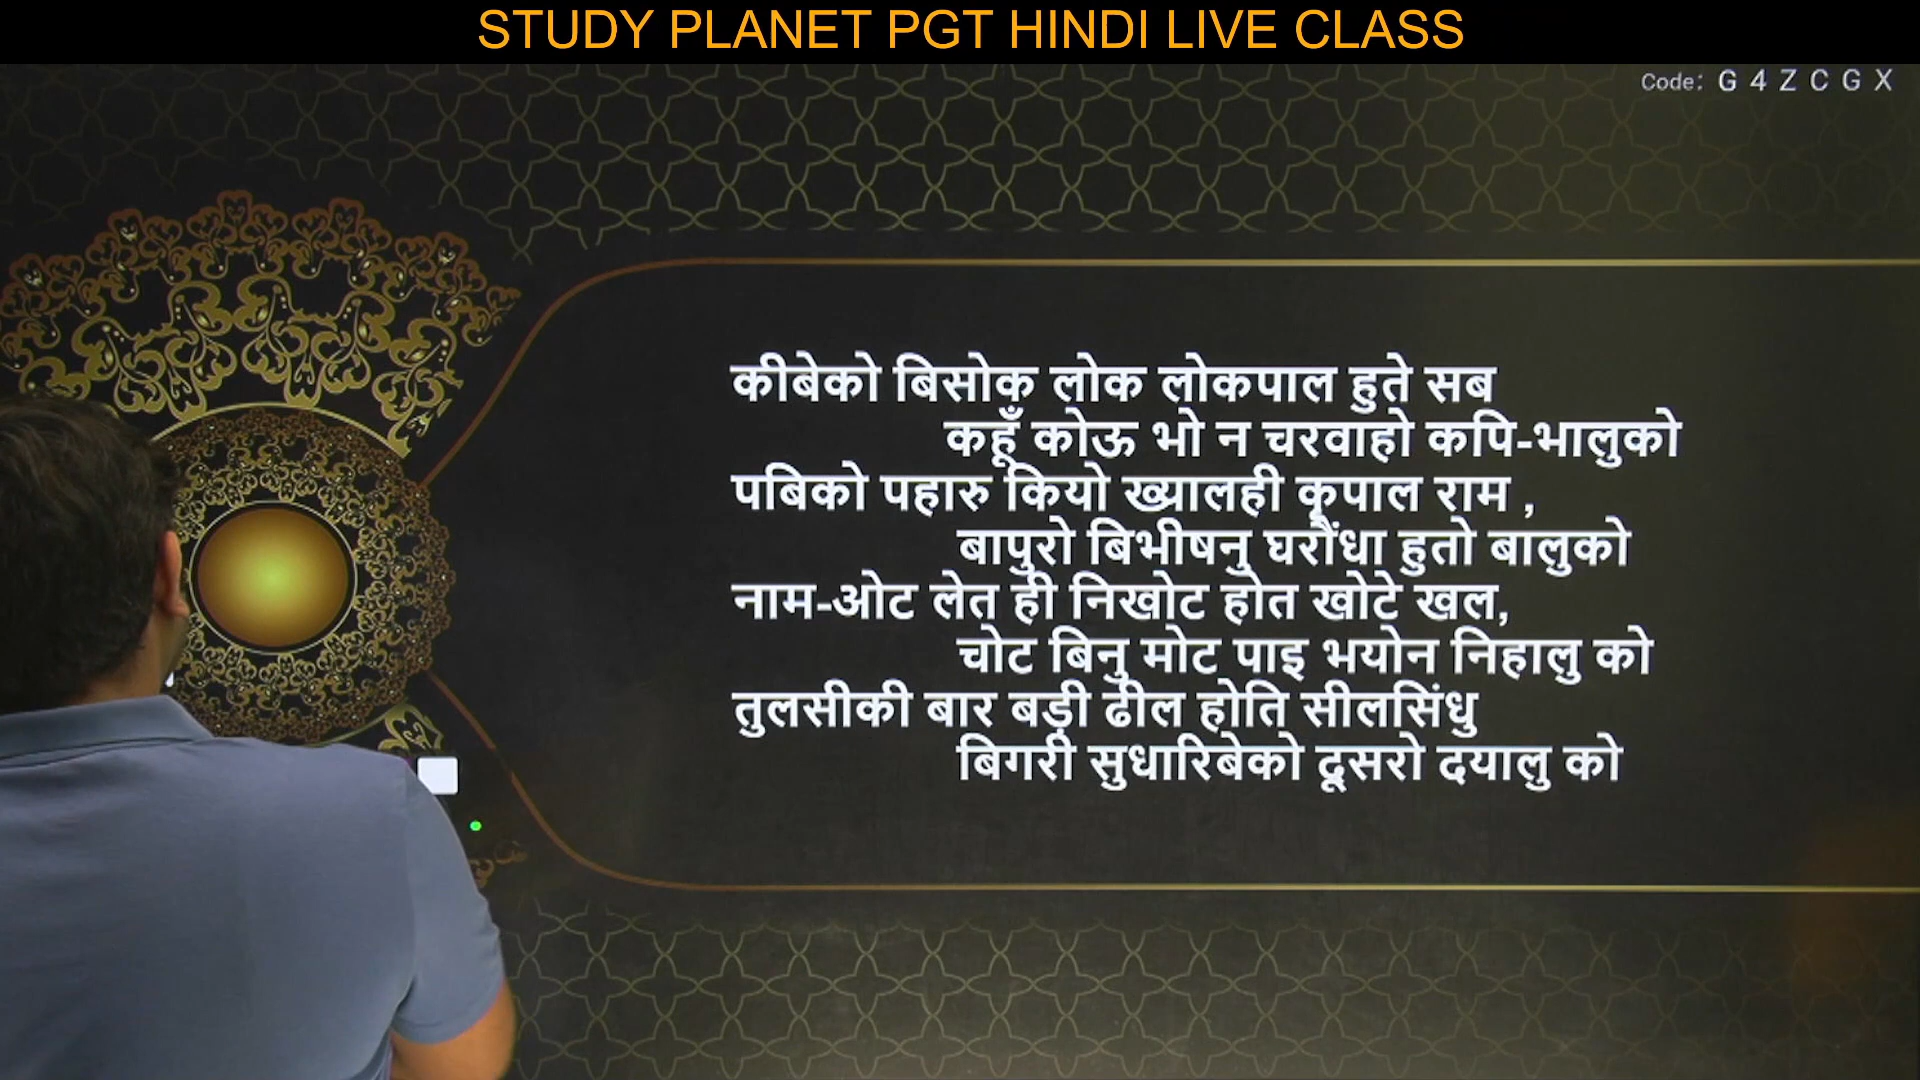 STUDY PLANET PGT HINDI LIVE CLASS
Code: G 4 Z C G X
कीबेको बिसोक लोक लोकपाल हुते सब
कहूँ कोऊ भो न चरवाहो कपि-भालुको
पबिको पहारु कियो ख्यालही कृपाल राम ,
बापुरो बिभीषनु घरौंधा हुतो बालुको
नाम-ओट लेत ही निखोट होत खोटे खल,
चोट बिनु मोट पाइ भयोन निहालु को
तुलसीकी बार बड़ी ढील होति सीलसिंधु
बिगरी सुधारिबेको दूसरो दयालु को